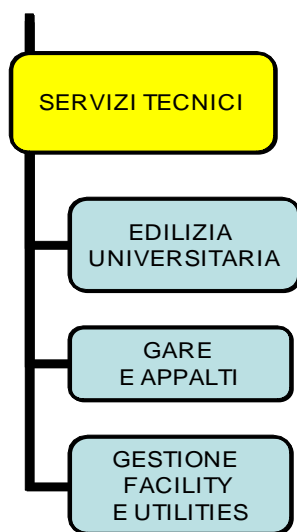 SERVIZI TECNICI
EDILIZIA
UNIVERSITARIA
GARE
E APPALTI
GESTIONE
FACILITY
E UTILITIES